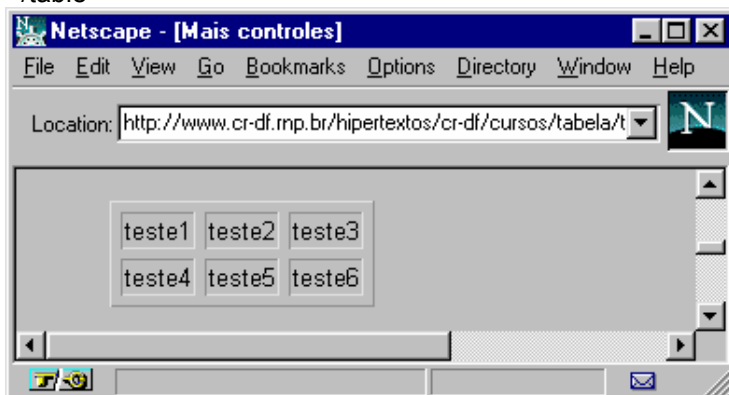 /table
Netscape - [Mais controles]
File Edit View Go Bookmarks Options Directory Window Help
Location: http://www.cr-df.rnp.br/hipertextos/cr-df/cursos/tabela/t N
teste1 teste2 teste3
teste4 teste5 teste6